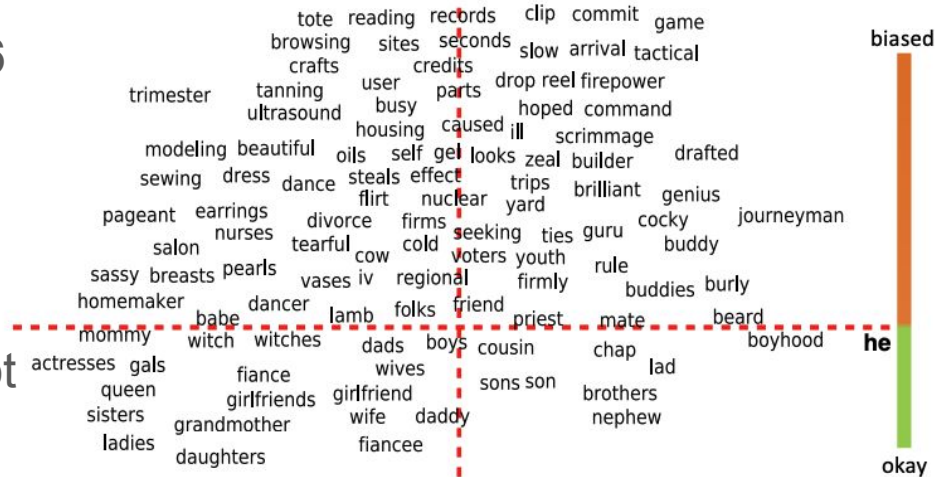 tote reading records clip commit game
browsing sites seconds slow arrival tactical
biased
crafts credits
trimester tanning user parts drop reel firepower
ultrasound busy hoped command
housing caused ill scrimmage
modeling beautiful oils self gel looks zeal builder drafted
sewing dress dance steals effect trips brilliant genius
flirt nuclear yard
pageant earrings divorce firms cocky journeyman
nurses seeking ties guru
salon tearful cold buddy
cow voters youth rule
sassy breasts pearls vases iv regional firmly buddies burly
homemaker dancer lamb folks friend
babe priest mate beard
mommy witch witches dads boys cousin chap boyhood he
actresses gals wives lad
queen fiance girlfriend sons son brothers
girlfriends
sisters grandmother wife daddy nephew
ladies daughters fiancee
okay